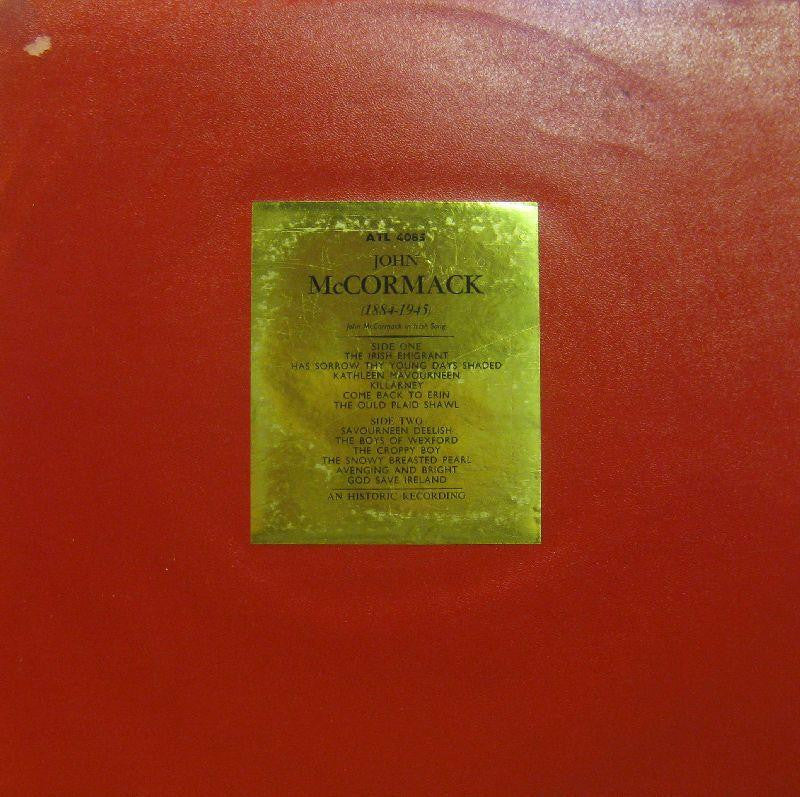 ATL 4085
JOHN
McCORMACK
(1884-1945)
John McCormack in Irish Song
SIDE ONE
THE IRISH EMIGRANT
HAS SORROW THY YOUNG DAYS SHADED
KATHLEEN MAVOURNEEN
KILLARNEY
COME BACK TO ERIN
THE OULD PLAID SHAWL
SIDE TWO
SAVOURNEEN DEELISH
THE BOYS OF WEXFORD
THE CROPPY BOY
THE SNOWY BREASTED PEARL
AVENGING AND BRIGHT
GOD SAVE IRELAND
AN HISTORIC RECORDING